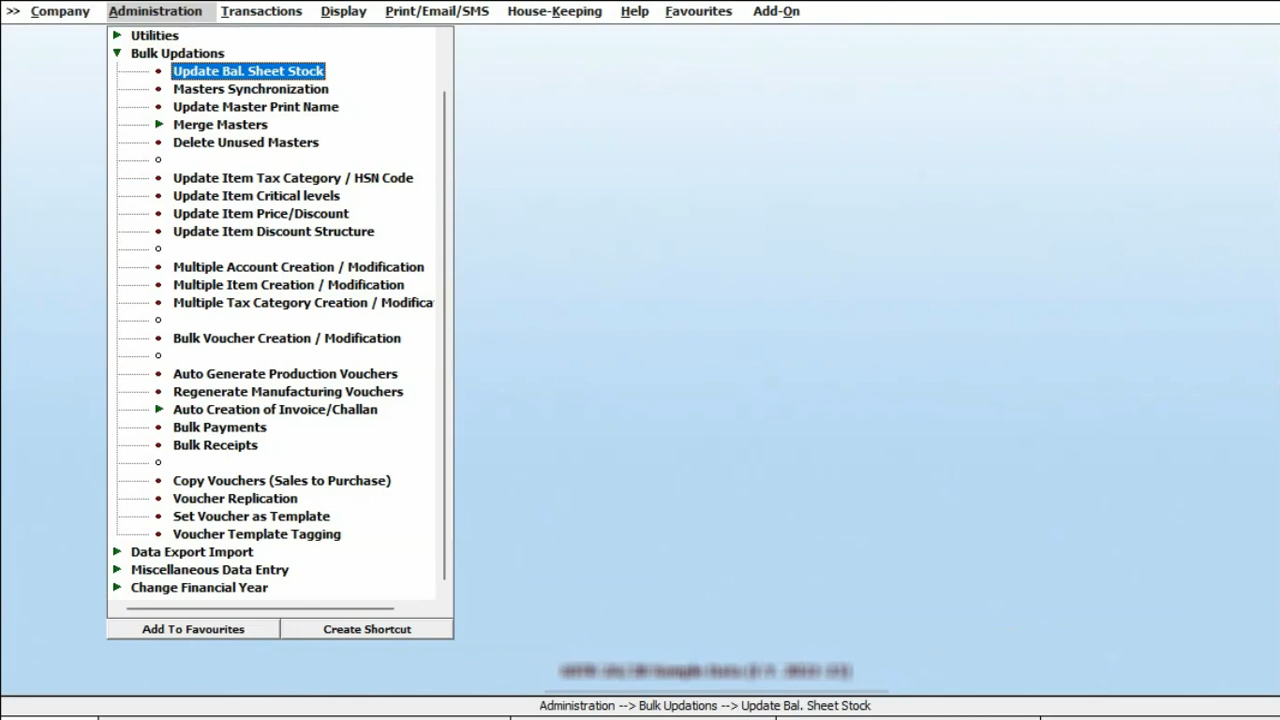 >> Company Administration Transactions Display Print/Email/SMS House-Keeping Help Favourites Add-On
Utilities
Bulk Updations
Update Bal. Sheet Stock
Masters Synchronization
Update Master Print Name
Merge Masters
Delete Unused Masters
Update Item Tax Category / HSN Code
Update Item Critical levels
Update Item Price/Discount
Update Item Discount Structure
Multiple Account Creation / Modification
Multiple Item Creation / Modification
Multiple Tax Category Creation / Modifica
Bulk Voucher Creation / Modification
Auto Generate Production Vouchers
Regenerate Manufacturing Vouchers
Auto Creation of Invoice/Challan
Bulk Payments
Bulk Receipts
Copy Vouchers (Sales to Purchase)
Voucher Replication
Set Voucher as Template
Voucher Template Tagging
Data Export Import
Miscellaneous Data Entry
Change Financial Year
Add To Favourites Create Shortcut
Administration --> Bulk Updations --> Update Bal. Sheet Stock